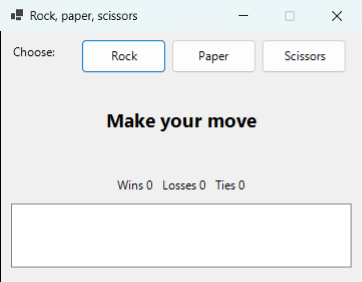 Rock, paper, scissors
Choose: Rock Paper Scissors
Make your move
Wins 0 Losses 0 Ties 0